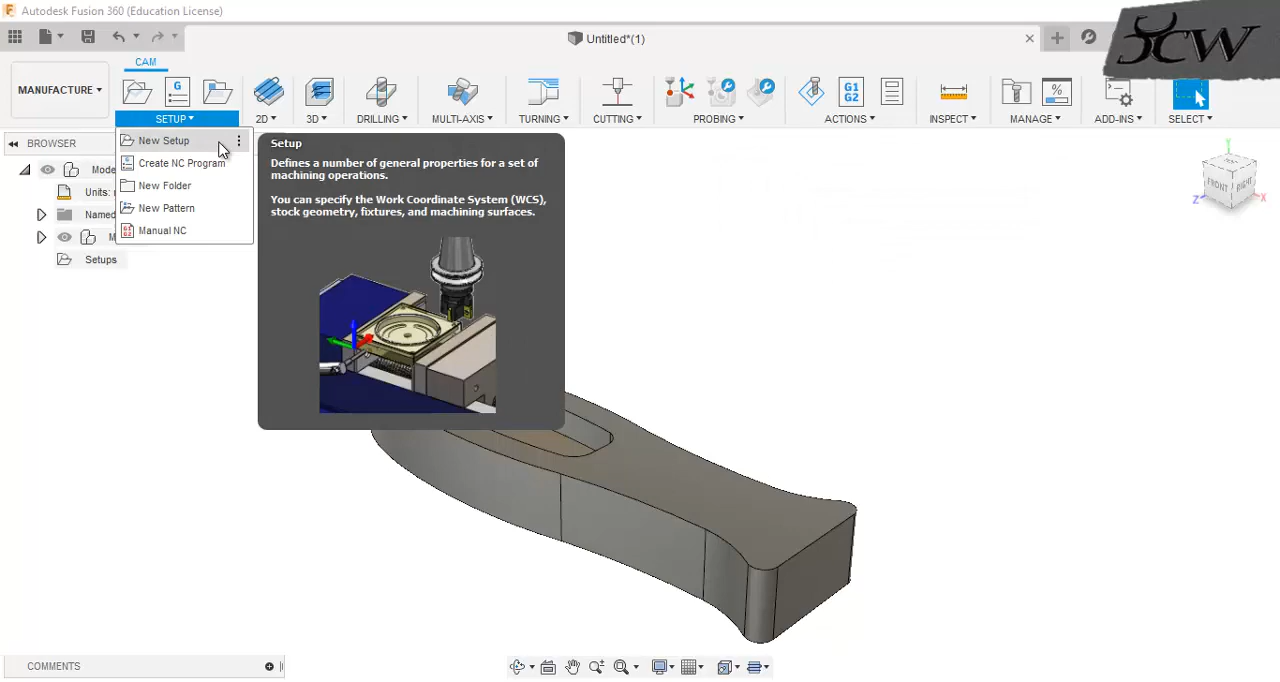 Autodesk Fusion 360 (Education License)
Untitled*(1)
CW
CAM
MANUFACTURE
G
G1
G2
%
SETUP
2D
3D
DRILLING
MULTI-AXIS
TURNING
CUTTING
PROBING
ACTIONS
INSPECT
MANAGE
ADD-INS
SELECT
BROWSER
New Setup
Create NC Program
New Folder
New Pattern
Manual NC
Units:
Named
M
Setups
Setup
Defines a number of general properties for a set of
machining operations.
You can specify the Work Coordinate System (WCS),
stock geometry, fixtures, and machining surfaces.
Y
FRONT
RIGHT
Z
X
COMMENTS